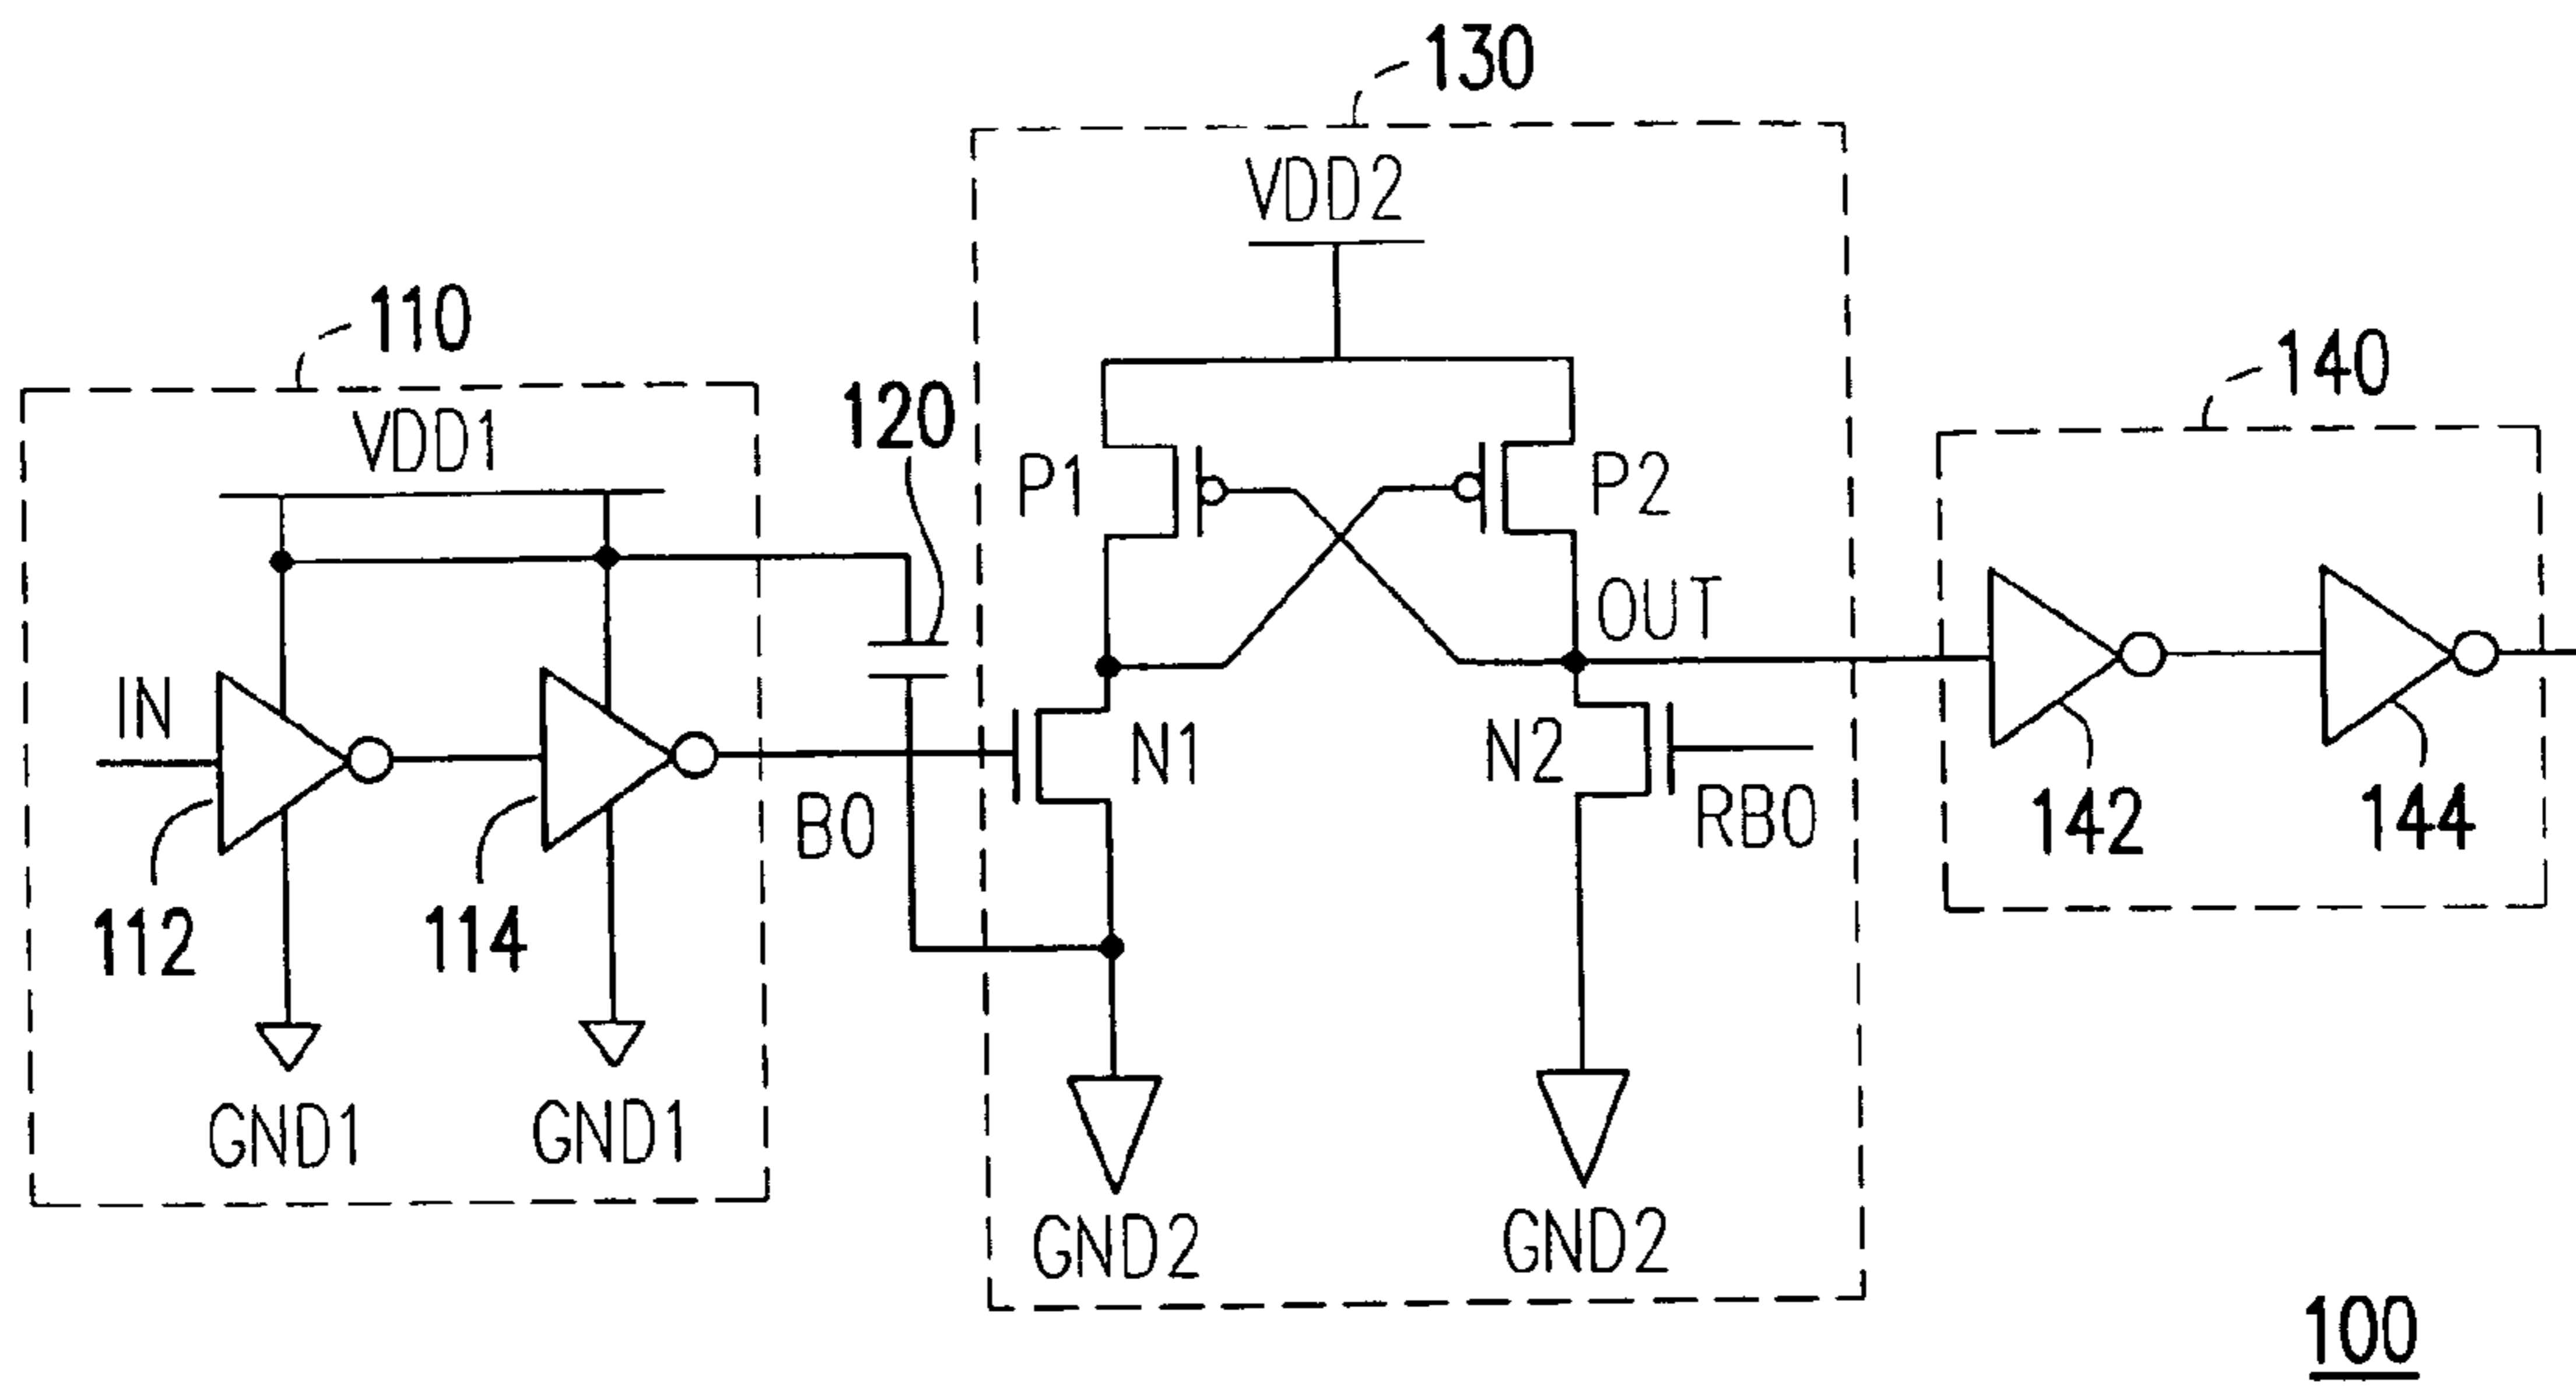 130
VDD2
110
VDD1
120
140
P1
P2
OUT
IN
N1
N2
B0
RB0
142
144
112
114
GND1
GND1
GND2
GND2
100